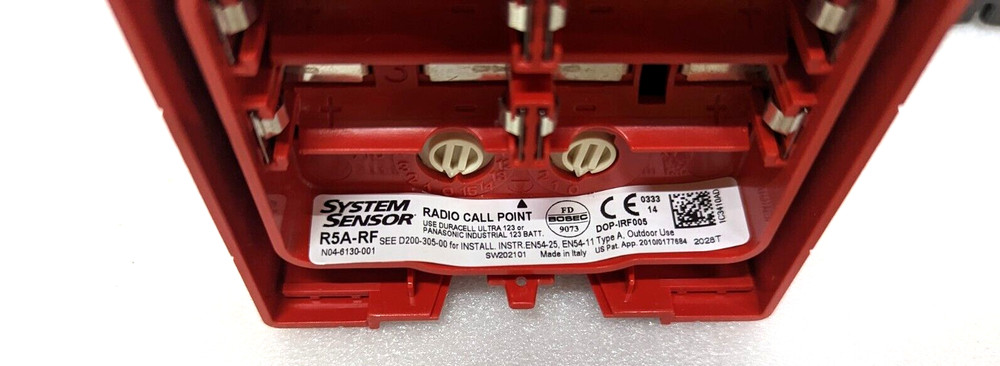 SYSTEM
SENSOR
R5A-RF
N04-6130-001
RADIO CALL POINT
USE DURACELL ULTRA 123 or
PANASONIC INDUSTRIAL 123 BATT.
SEE D200-305-00 for INSTALL. INSTR.
SW202101
FD
BOSEC
9073
CE 0333
14
DOP-IRF005
EN54-25, EN54-11 Type A, Outdoor Use
Made in Italy
US Pat. App. 2010/0177684
2028T
1C3410AD